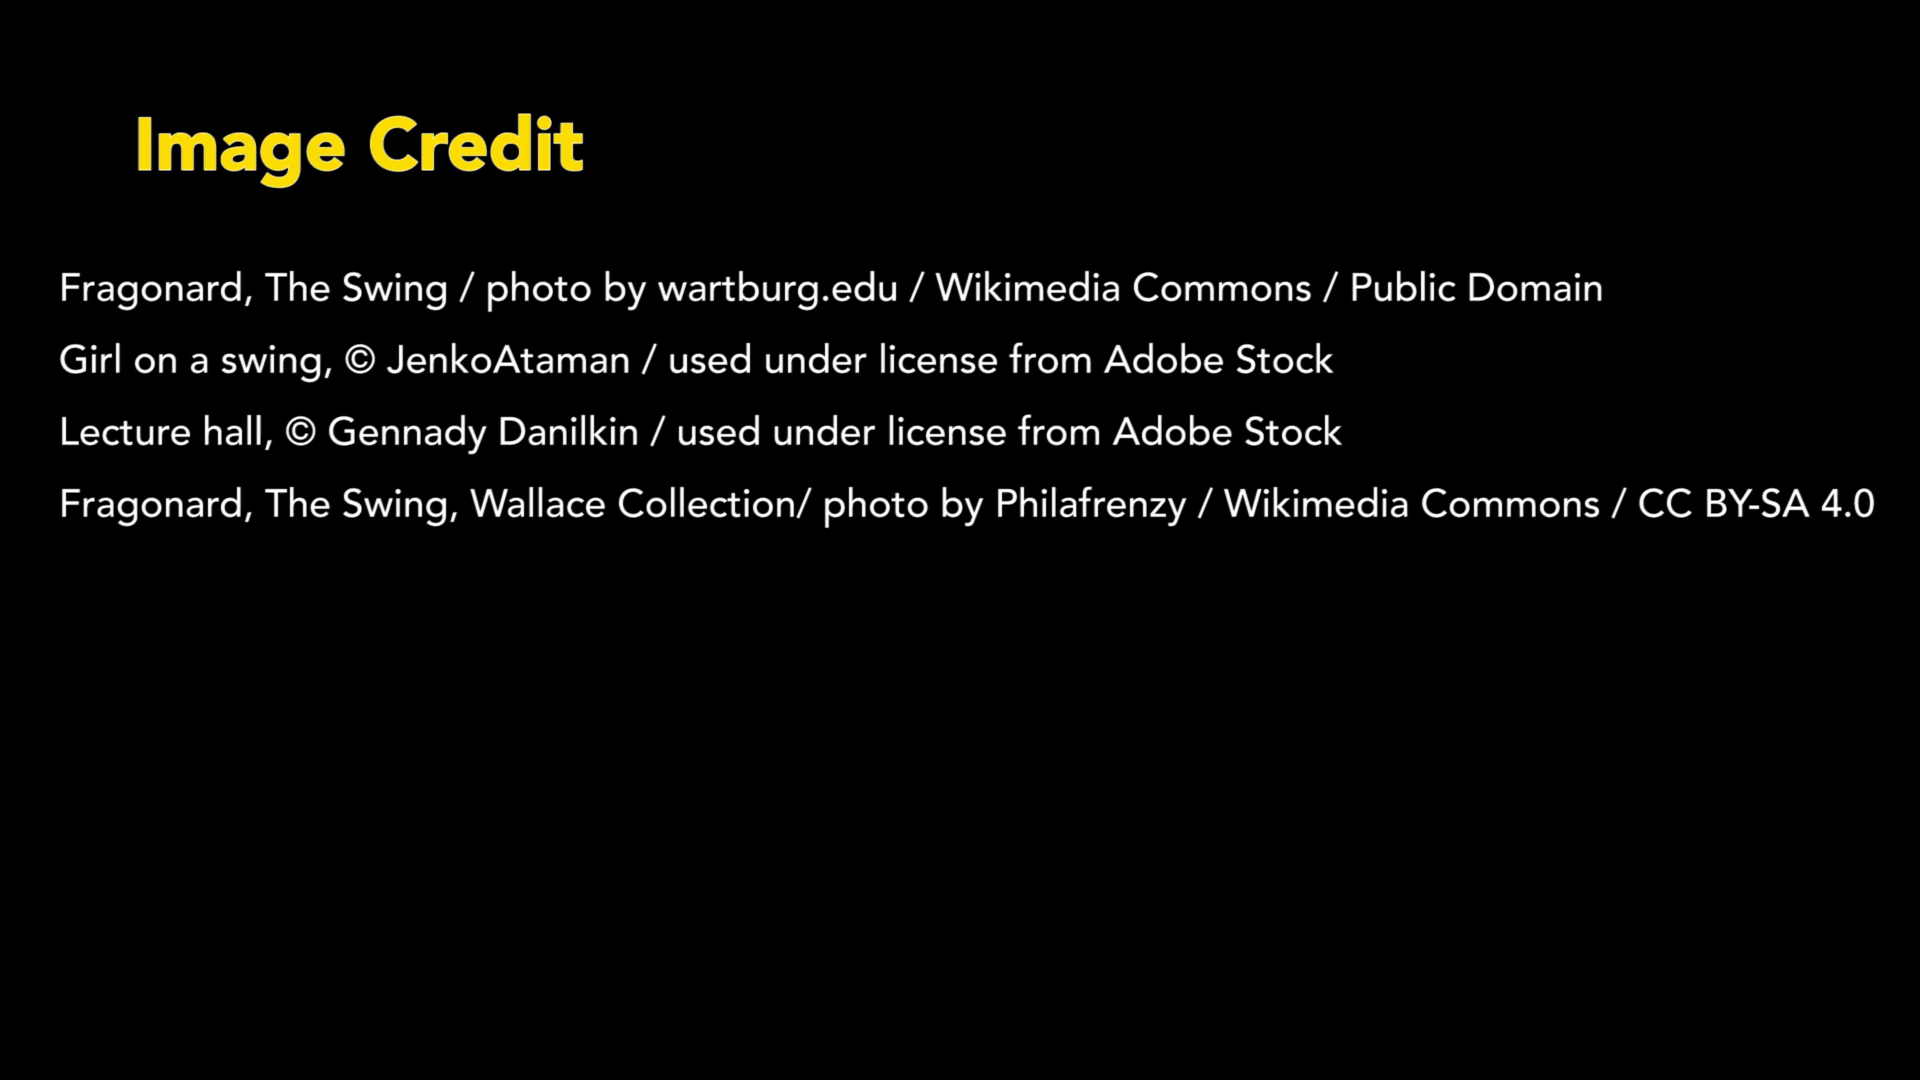 Image Credit
Fragonard, The Swing / photo by wartburg.edu / Wikimedia Commons / Public Domain
Girl on a swing, © JenkoAtaman / used under license from Adobe Stock
Lecture hall, © Gennady Danilkin / used under license from Adobe Stock
Fragonard, The Swing, Wallace Collection/ photo by Philafrenzy / Wikimedia Commons / CC BY-SA 4.0